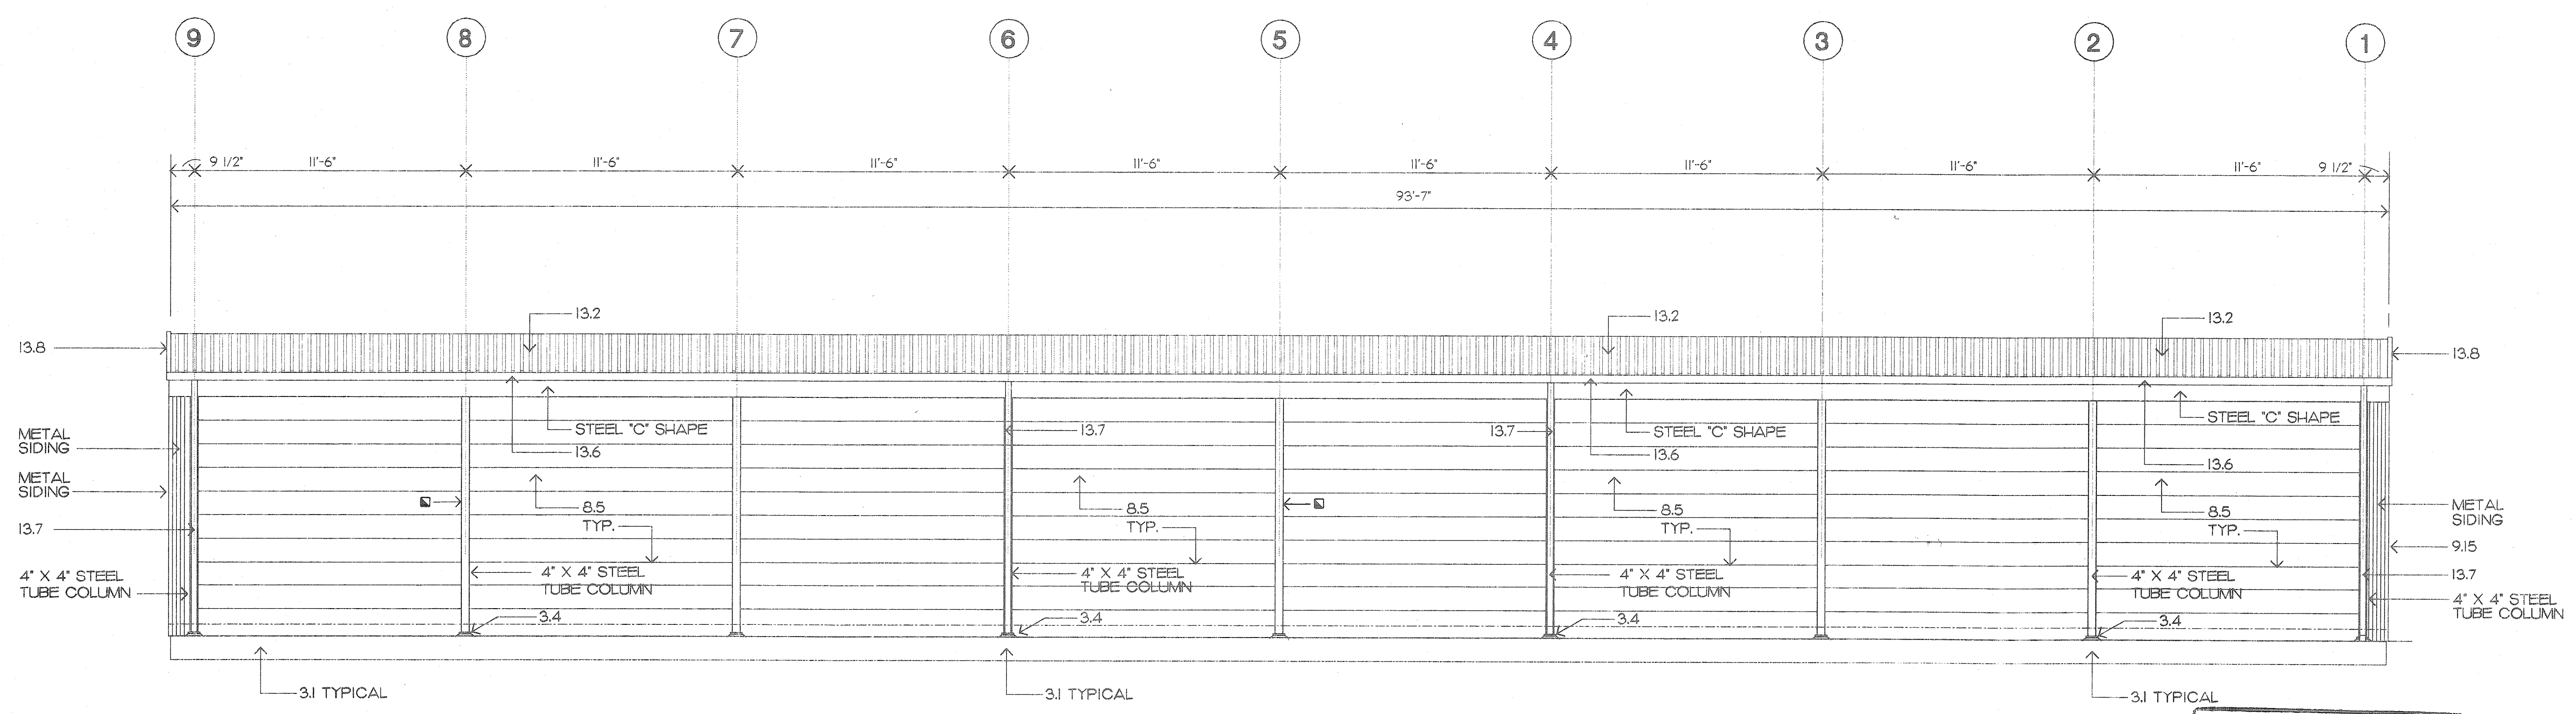 9 8 7 6 5 4 3 2 1
9 1/2" 11'-6" 11'-6" 11'-6" 11'-6" 11'-6" 11'-6" 11'-6" 11'-6" 9 1/2"
93'-7"
13.2 13.2 13.2
13.8 13.8
STEEL "C" SHAPE 13.7 13.7 STEEL "C" SHAPE STEEL "C" SHAPE
METAL
SIDING
13.6 13.6 13.6
METAL
SIDING
8.5 8.5 8.5 8.5
TYP. TYP. TYP. TYP.
METAL
SIDING
13.7
9.15
4" X 4" STEEL
TUBE COLUMN
4" X 4" STEEL
TUBE COLUMN
4" X 4" STEEL
TUBE COLUMN
4" X 4" STEEL
TUBE COLUMN
4" X 4" STEEL
TUBE COLUMN
13.7
4" X 4" STEEL
TUBE COLUMN
3.4 3.4 3.4 3.4
3.1 TYPICAL 3.1 TYPICAL 3.1 TYPICAL